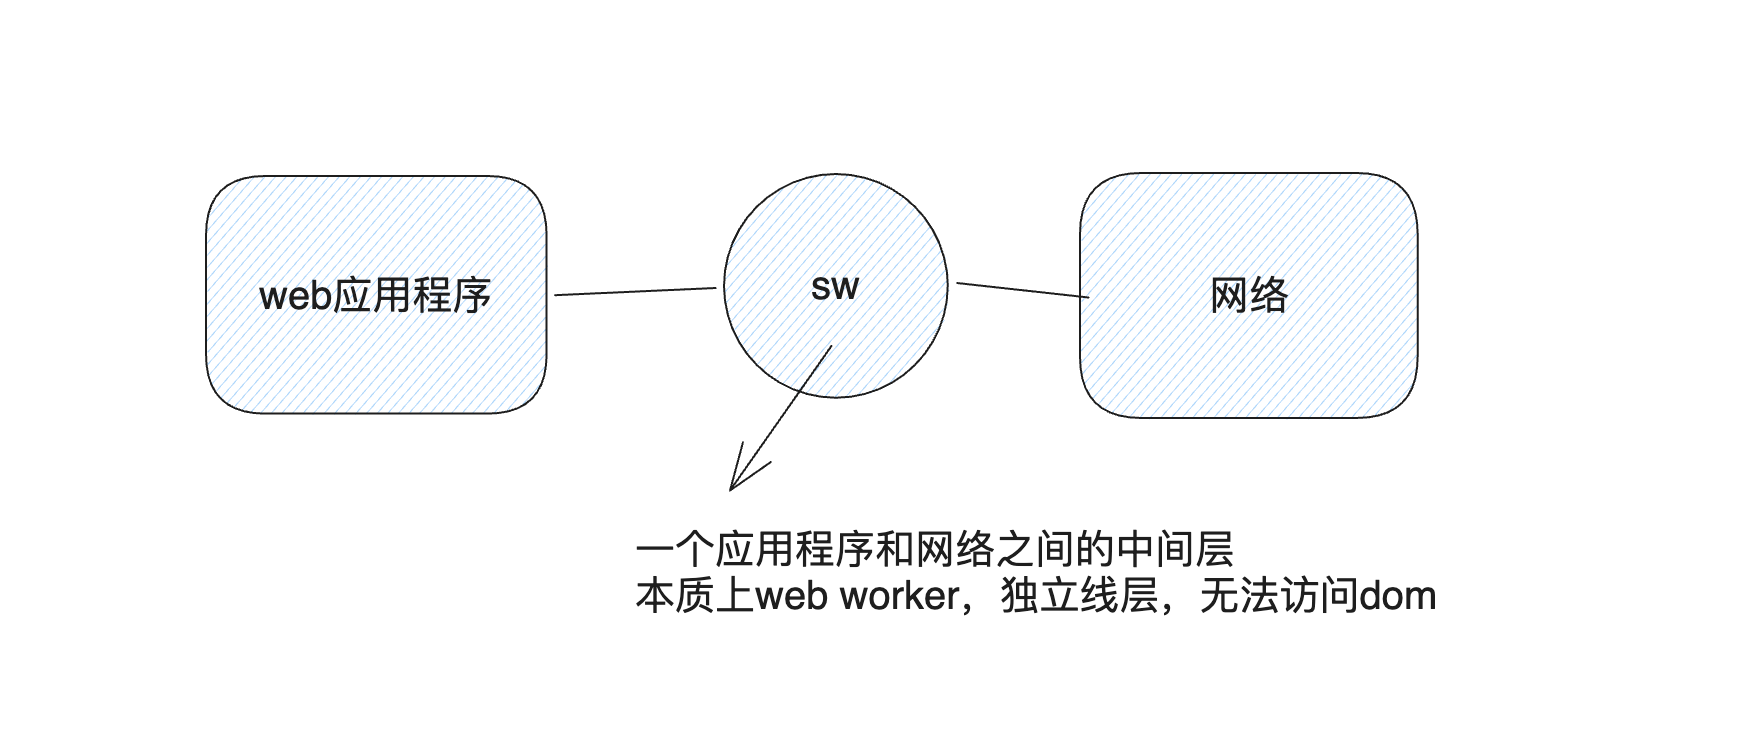 web应用程序
sw
网络
一个应用程序和网络之间的中间层
本质上web worker，独立线层，无法访问dom